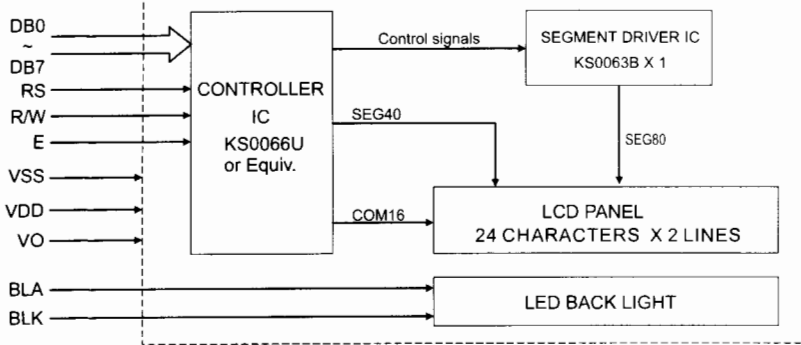 DB0
~
DB7
RS
R/W
E
VSS
VDD
VO
BLA
BLK
CONTROLLER
IC
KS0066U
or Equiv.
Control signals
SEG40
COM16
SEGMENT DRIVER IC
KS0063B X 1
SEG80
LCD PANEL
24 CHARACTERS X 2 LINES
LED BACK LIGHT